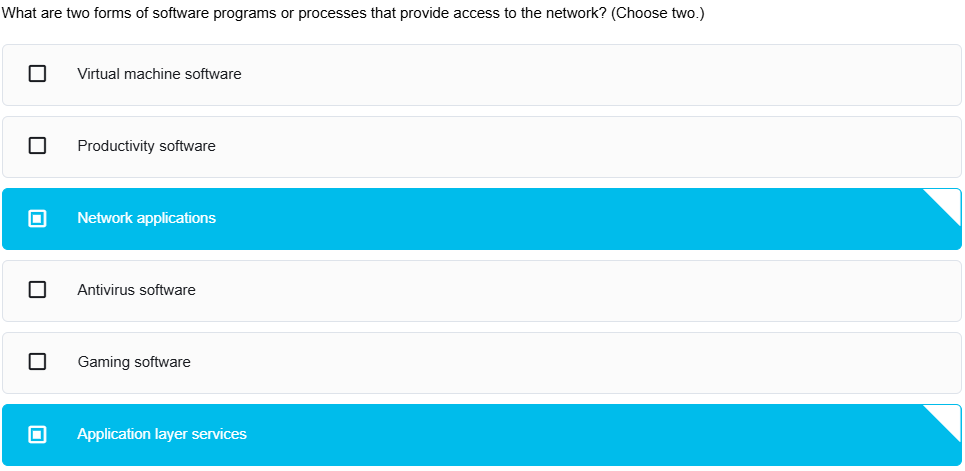 What are two forms of software programs or processes that provide access to the network? (Choose two.)
Virtual machine software
Productivity software
Network applications
Antivirus software
Gaming software
Application layer services